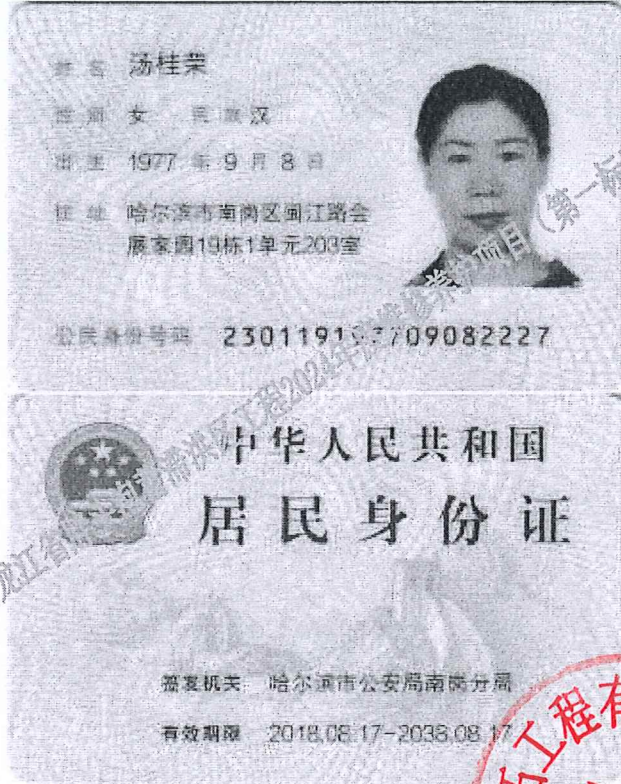 姓名 汤桂荣
性别 女 民族 汉
出生 1977 年 9 月 8 日
住址 哈尔滨市南岗区闽江路会
展家园19栋1单元203室
公民身份号码 230119197709082227
中华人民共和国
居民身份证
签发机关 哈尔滨市公安局南岗分局
有效期限 2018.08.17-2038.08.17
工程有